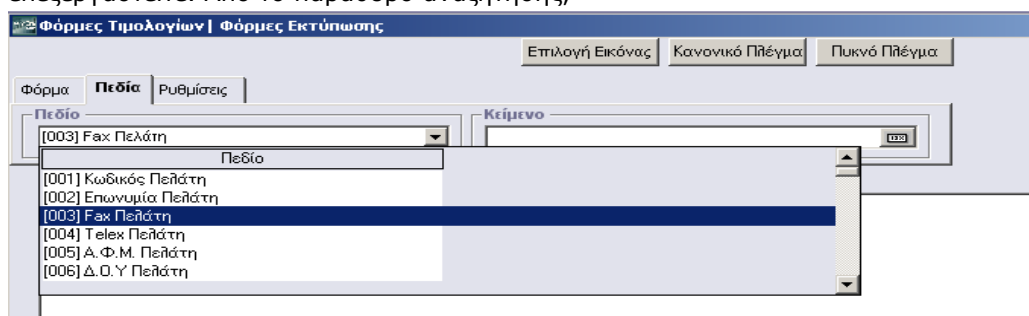 επεξεργαστείτε. Από το παράθυρο αναζήτησης,
Φόρμες Τιμολογίων | Φόρμες Εκτύπωσης
Επιλογή Εικόνας Κανονικό Πλέγμα Πυκνό Πλέγμα
Φόρμα Πεδία Ρυθμίσεις
Πεδίο Κείμενο
[003] Fax Πελάτη
Πεδίο
[001] Κωδικός Πελάτη
[002] Επωνυμία Πελάτη
[003] Fax Πελάτη
[004] Telex Πελάτη
[005] Α.Φ.Μ. Πελάτη
[006] Δ.Ο.Υ Πελάτη